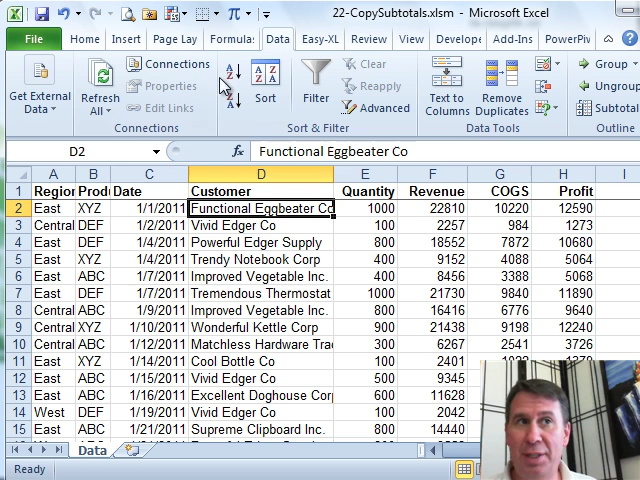 22-CopySubtotals.xlsm - Microsoft Excel
File Home Insert Page Layout Formulas Data Easy-XL Review View Develope Add-Ins PowerPiv
Get External Data
Refresh All
Connections
Properties
Edit Links
Connections
Sort
Filter
Clear
Reapply
Advanced
Sort & Filter
Text to Columns
Remove Duplicates
Data Tools
Group
Ungroup
Subtotal
Outline
D2 fx Functional Eggbeater Co
A B C D E F G H I
1 Region Produ Date Customer Quantity Revenue COGS Profit
2 East XYZ 1/1/2011 Functional Eggbeater Co 1000 22810 10220 12590
3 Central DEF 1/2/2011 Vivid Edger Co 100 2257 984 1273
4 East DEF 1/4/2011 Powerful Edger Supply 800 18552 7872 10680
5 East XYZ 1/4/2011 Trendy Notebook Corp 400 9152 4088 5064
6 East ABC 1/7/2011 Improved Vegetable Inc. 400 8456 3388 5068
7 East DEF 1/7/2011 Tremendous Thermostat 1000 21730 9840 11890
8 Central ABC 1/9/2011 Improved Vegetable Inc. 800 16416 6776 9640
9 Central XYZ 1/10/2011 Wonderful Kettle Corp 900 21438 9198 12240
10 Central ABC 1/12/2011 Matchless Hardware Trad 300 6267 2541 3726
11 East XYZ 1/14/2011 Cool Bottle Co 100 2401
12 East ABC 1/15/2011 Vivid Edger Co 500 9345
13 East ABC 1/16/2011 Excellent Doghouse Corp 600 11628
14 West DEF 1/19/2011 Vivid Edger Co 100 2042
15 East ABC 1/21/2011 Supreme Clipboard Inc. 800 14440
Data
Ready